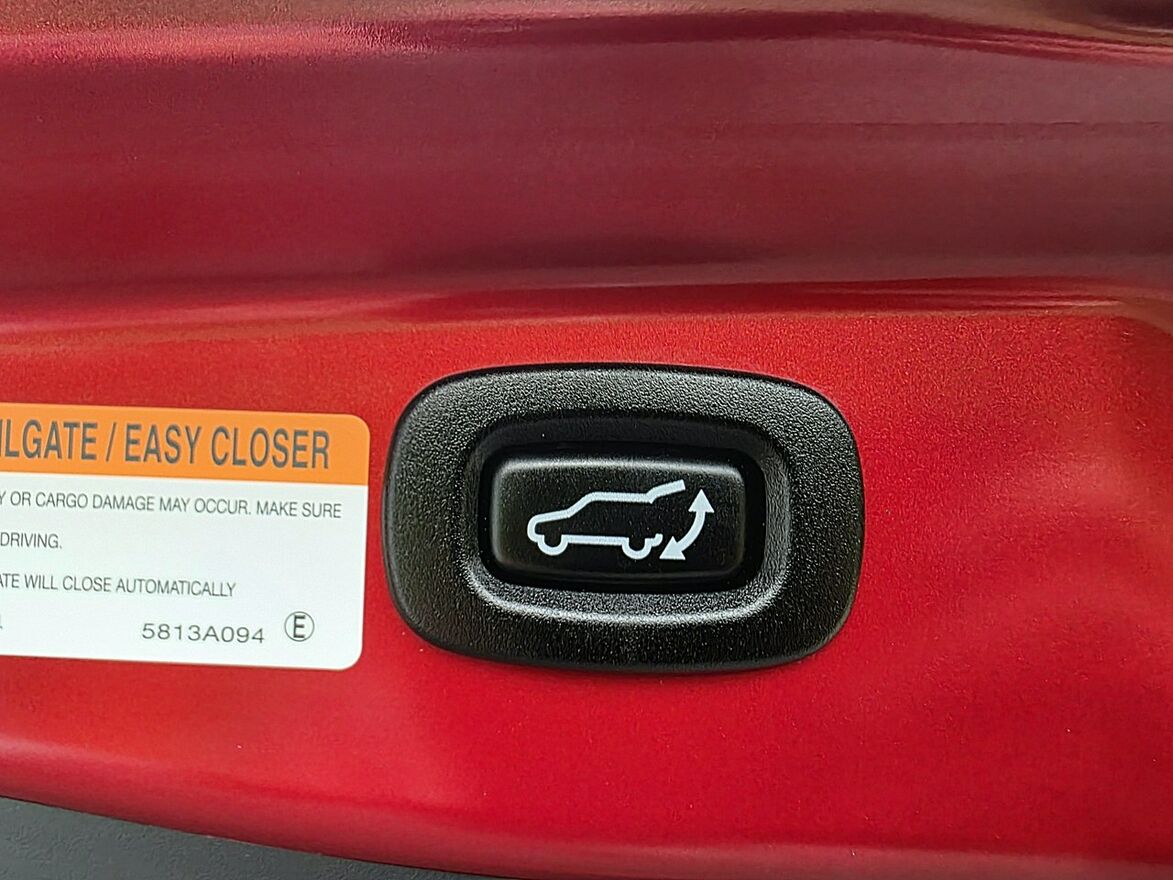 ILGATE / EASY CLOSER
Y OR CARGO DAMAGE MAY OCCUR. MAKE SURE
DRIVING.
ATE WILL CLOSE AUTOMATICALLY
5813A094 E